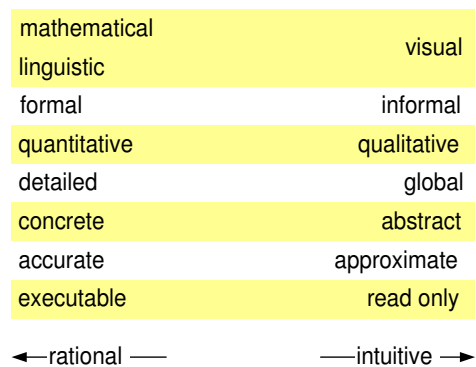 mathematical
visual
linguistic
formal informal
quantitative qualitative
detailed global
concrete abstract
accurate approximate
executable read only
rational intuitive